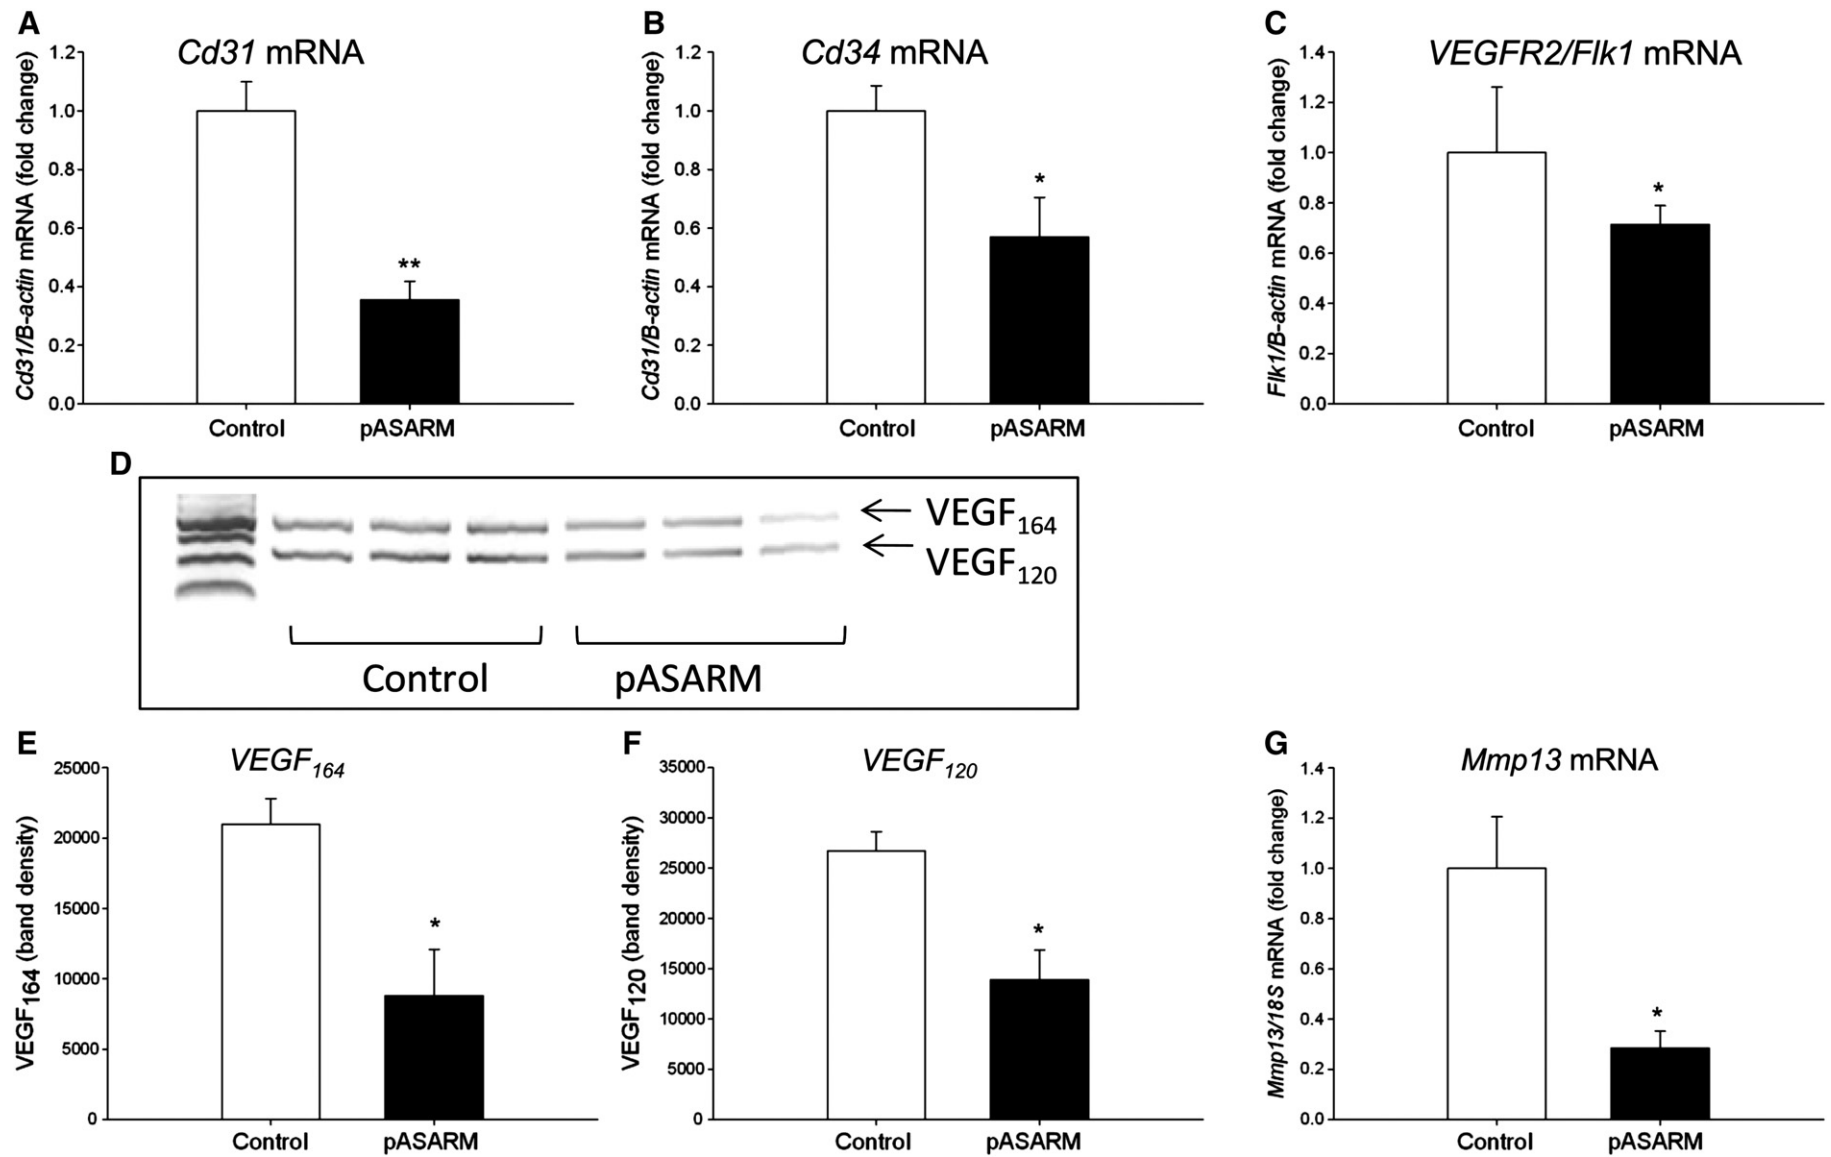 A
Cd31 mRNA
Cd31/B-actin mRNA (fold change)
1.2
1.0
0.8
0.6
0.4
0.2
0.0
**
Control pASARM
B
Cd34 mRNA
Cd31/B-actin mRNA (fold change)
1.2
1.0
0.8
0.6
0.4
0.2
0.0
*
Control pASARM
C
VEGFR2/Flk1 mRNA
Flk1/B-actin mRNA (fold change)
1.4
1.2
1.0
0.8
0.6
0.4
0.2
0.0
*
Control pASARM
D
VEGF164
VEGF120
Control pASARM
E
VEGF164
VEGF164 (band density)
25000
20000
15000
10000
5000
0
*
Control pASARM
F
VEGF120
VEGF120 (band density)
35000
30000
25000
20000
15000
10000
5000
0
*
Control pASARM
G
Mmp13 mRNA
Mmp13/18S mRNA (fold change)
1.4
1.2
1.0
0.8
0.6
0.4
0.2
0.0
*
Control pASARM